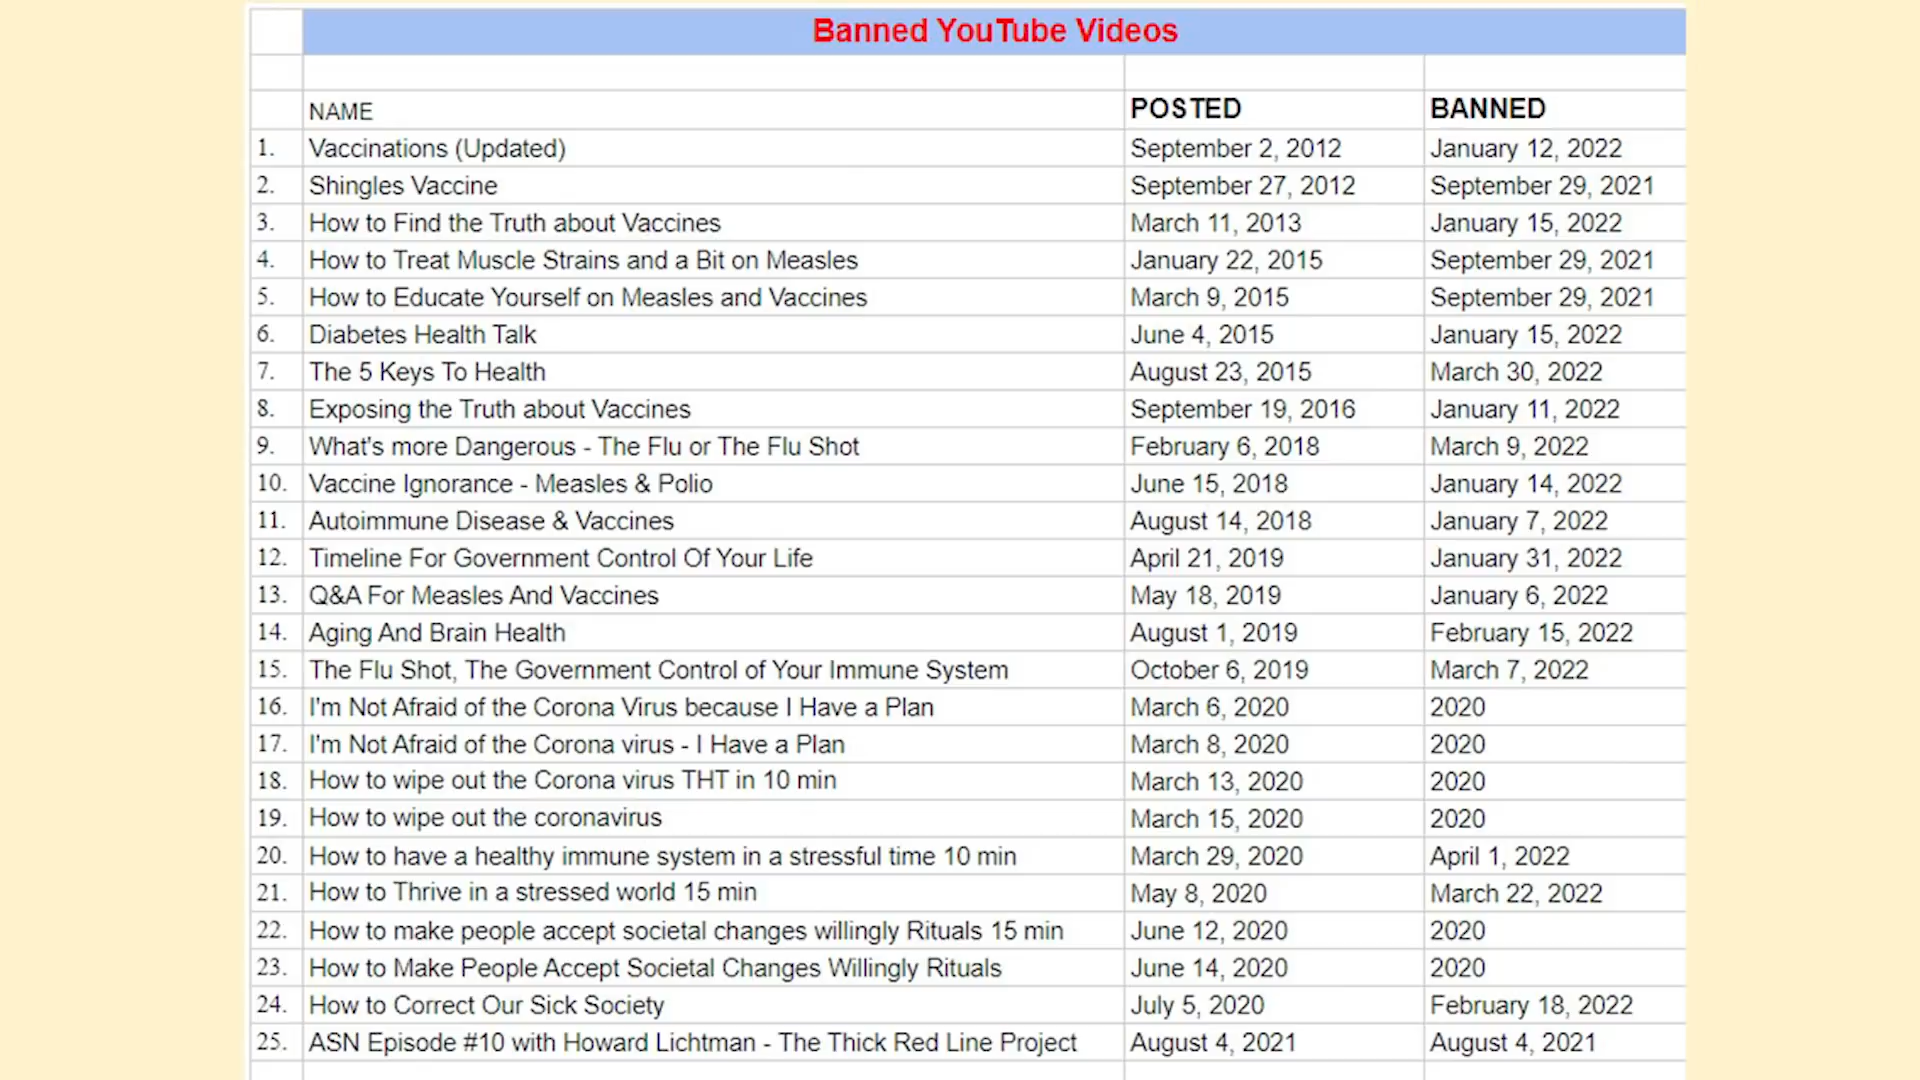 Banned YouTube Videos
NAME POSTED BANNED
1. Vaccinations (Updated) September 2, 2012 January 12, 2022
2. Shingles Vaccine September 27, 2012 September 29, 2021
3. How to Find the Truth about Vaccines March 11, 2013 January 15, 2022
4. How to Treat Muscle Strains and a Bit on Measles January 22, 2015 September 29, 2021
5. How to Educate Yourself on Measles and Vaccines March 9, 2015 September 29, 2021
6. Diabetes Health Talk June 4, 2015 January 15, 2022
7. The 5 Keys To Health August 23, 2015 March 30, 2022
8. Exposing the Truth about Vaccines September 19, 2016 January 11, 2022
9. What's more Dangerous - The Flu or The Flu Shot February 6, 2018 March 9, 2022
10. Vaccine Ignorance - Measles & Polio June 15, 2018 January 14, 2022
11. Autoimmune Disease & Vaccines August 14, 2018 January 7, 2022
12. Timeline For Government Control Of Your Life April 21, 2019 January 31, 2022
13. Q&A For Measles And Vaccines May 18, 2019 January 6, 2022
14. Aging And Brain Health August 1, 2019 February 15, 2022
15. The Flu Shot, The Government Control of Your Immune System October 6, 2019 March 7, 2022
16. I'm Not Afraid of the Corona Virus because I Have a Plan March 6, 2020 2020
17. I'm Not Afraid of the Corona virus - I Have a Plan March 8, 2020 2020
18. How to wipe out the Corona virus THT in 10 min March 13, 2020 2020
19. How to wipe out the coronavirus March 15, 2020 2020
20. How to have a healthy immune system in a stressful time 10 min March 29, 2020 April 1, 2022
21. How to Thrive in a stressed world 15 min May 8, 2020 March 22, 2022
22. How to make people accept societal changes willingly Rituals 15 min June 12, 2020 2020
23. How to Make People Accept Societal Changes Willingly Rituals June 14, 2020 2020
24. How to Correct Our Sick Society July 5, 2020 February 18, 2022
25. ASN Episode #10 with Howard Lichtman - The Thick Red Line Project August 4, 2021 August 4, 2021